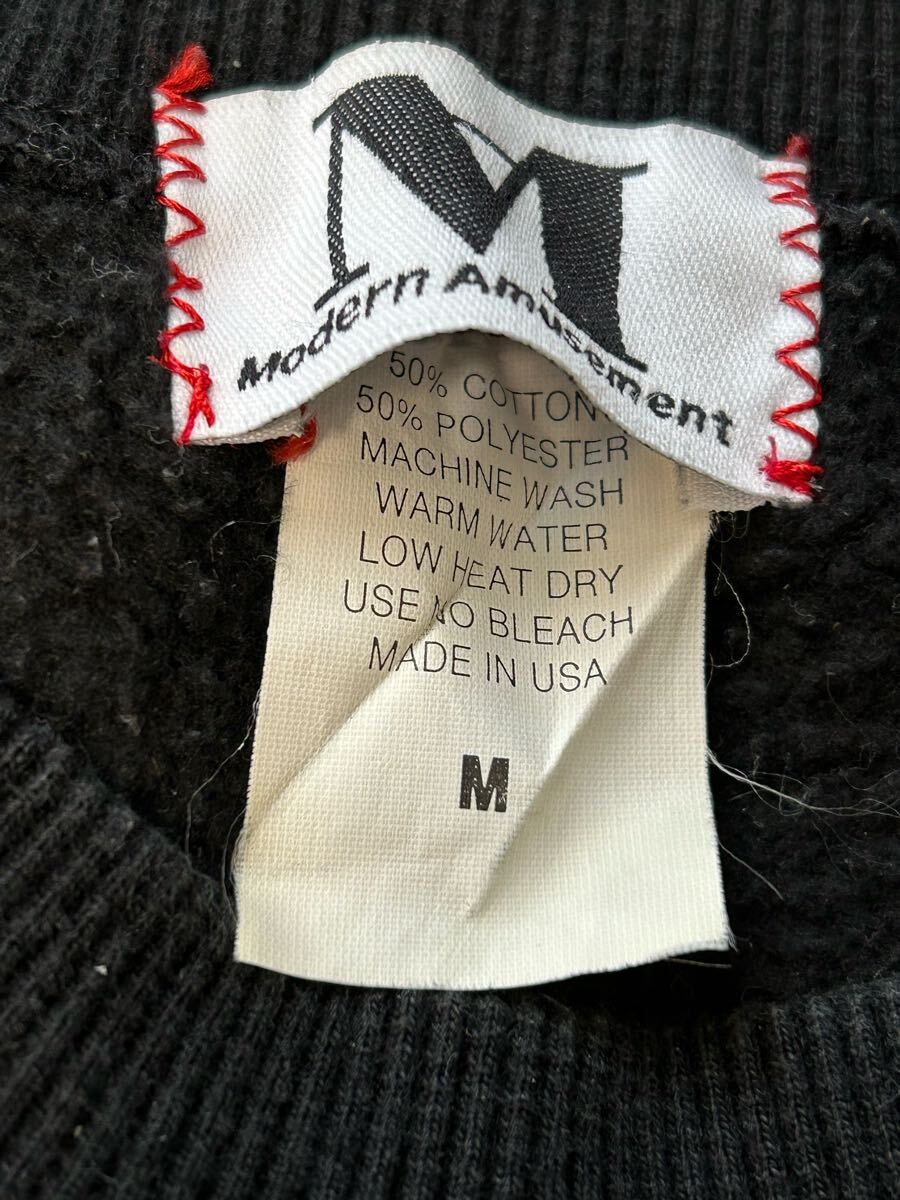 M
Modern Amusement
50% COTTON
50% POLYESTER
MACHINE WASH
WARM WATER
LOW HEAT DRY
USE NO BLEACH
MADE IN USA
M